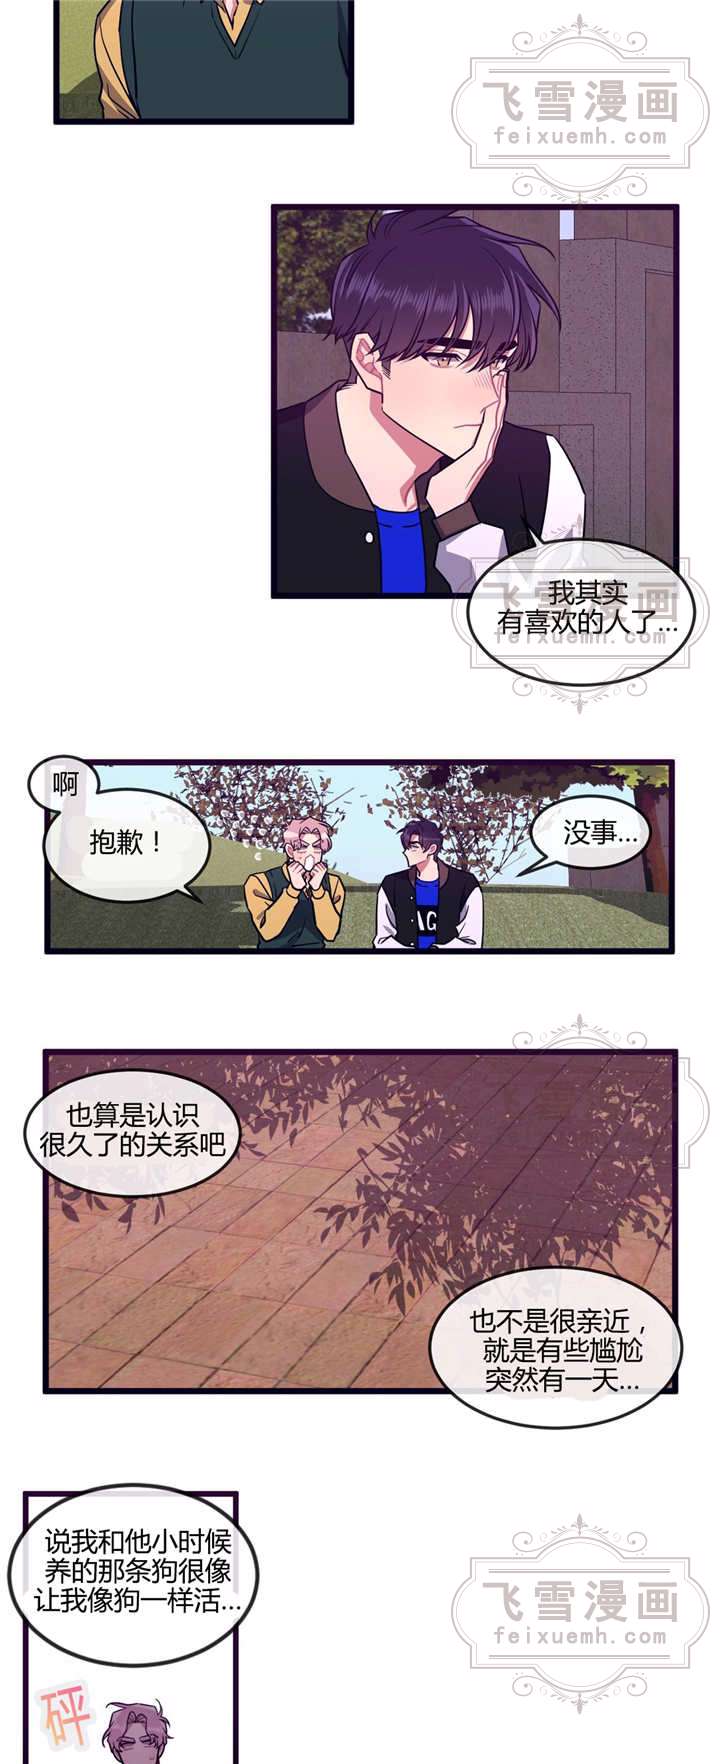 飞雪漫画
feixuemh.com
我其实
有喜欢的人了...
啊
抱歉！
没事...
AG
也算是认识
很久了的关系吧
也不是很亲近，
就是有些尴尬
突然有一天...
说我和他小时候
养的那条狗很像
让我像狗一样活...
飞雪漫画
feixuemh.com
砰